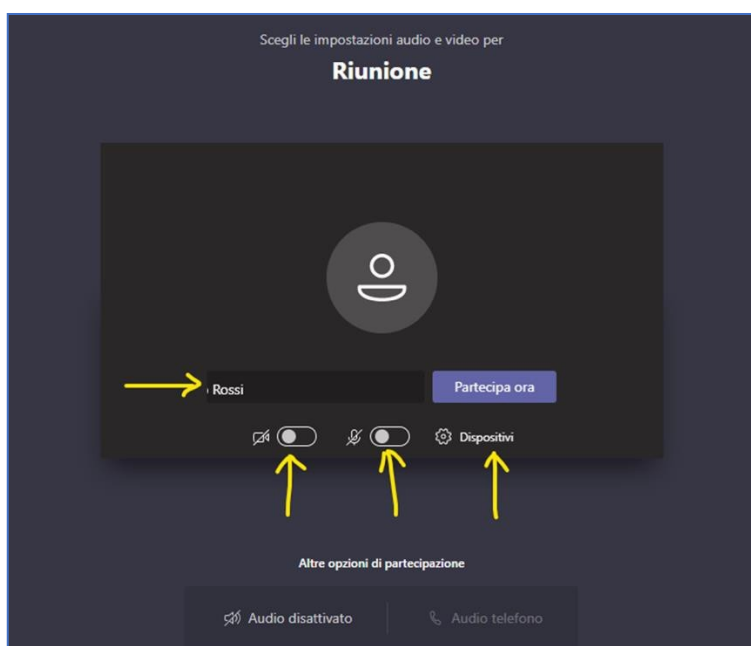 Scegli le impostazioni audio e video per
Riunione
Rossi
Partecipa ora
Dispositivi
Altre opzioni di partecipazione
Audio disattivato
Audio telefono